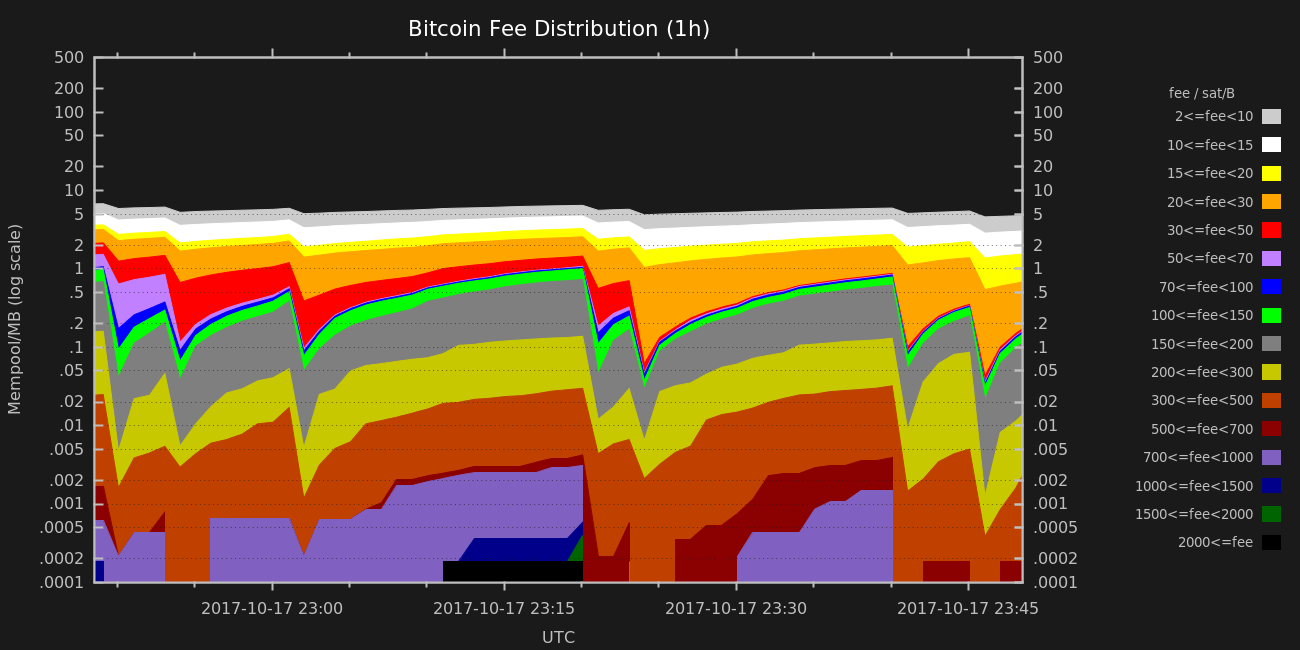 Bitcoin Fee Distribution (1h)
500
200
100
50
20
10
5
2
1
.5
.2
.1
.05
.02
.01
.005
.002
.001
.0005
.0002
.0001
Mempool/MB (log scale)
500
200
100
50
20
10
5
2
1
.5
.2
.1
.05
.02
.01
.005
.002
.001
.0005
.0002
.0001
2017-10-17 23:00
2017-10-17 23:15
2017-10-17 23:30
2017-10-17 23:45
UTC
fee / sat/B
2<=fee<10
10<=fee<15
15<=fee<20
20<=fee<30
30<=fee<50
50<=fee<70
70<=fee<100
100<=fee<150
150<=fee<200
200<=fee<300
300<=fee<500
500<=fee<700
700<=fee<1000
1000<=fee<1500
1500<=fee<2000
2000<=fee